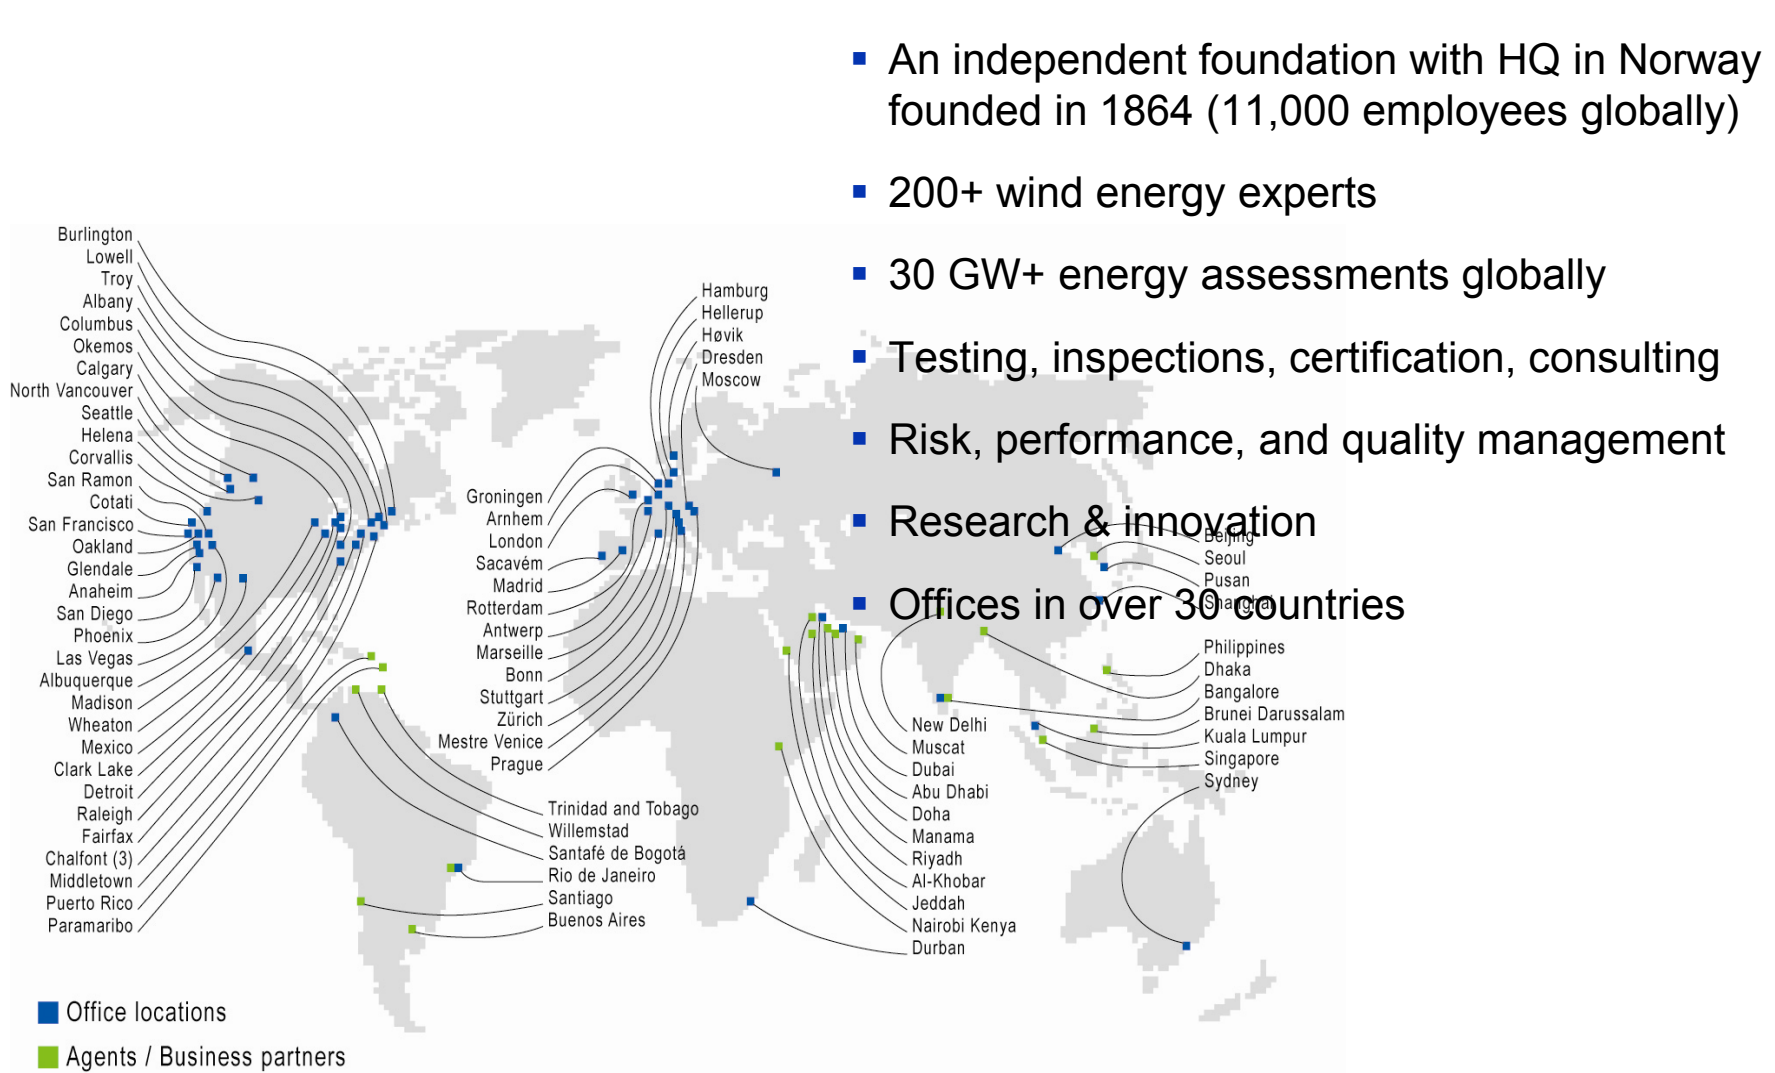 An independent foundation with HQ in Norway
founded in 1864 (11,000 employees globally)
200+ wind energy experts
30 GW+ energy assessments globally
Testing, inspections, certification, consulting
Risk, performance, and quality management
Research & innovation
Offices in over 30 countries
Burlington
Lowell
Troy
Albany
Columbus
Okemos
Calgary
North Vancouver
Seattle
Helena
Corvallis
San Ramon
Cotati
San Francisco
Oakland
Glendale
Anaheim
San Diego
Phoenix
Las Vegas
Albuquerque
Madison
Wheaton
Mexico
Clark Lake
Detroit
Raleigh
Fairfax
Chalfont (3)
Middletown
Puerto Rico
Paramaribo
Hamburg
Hellerup
Høvik
Dresden
Moscow
Groningen
Arnhem
London
Sacavém
Madrid
Rotterdam
Antwerp
Marseille
Bonn
Stuttgart
Zürich
Mestre Venice
Prague
Trinidad and Tobago
Willemstad
Santafé de Bogotá
Rio de Janeiro
Santiago
Buenos Aires
New Delhi
Muscat
Dubai
Abu Dhabi
Doha
Manama
Riyadh
Al-Khobar
Jeddah
Nairobi Kenya
Durban
Beijing
Seoul
Pusan
Shanghai
Philippines
Dhaka
Bangalore
Brunei Darussalam
Kuala Lumpur
Singapore
Sydney
Office locations
Agents / Business partners